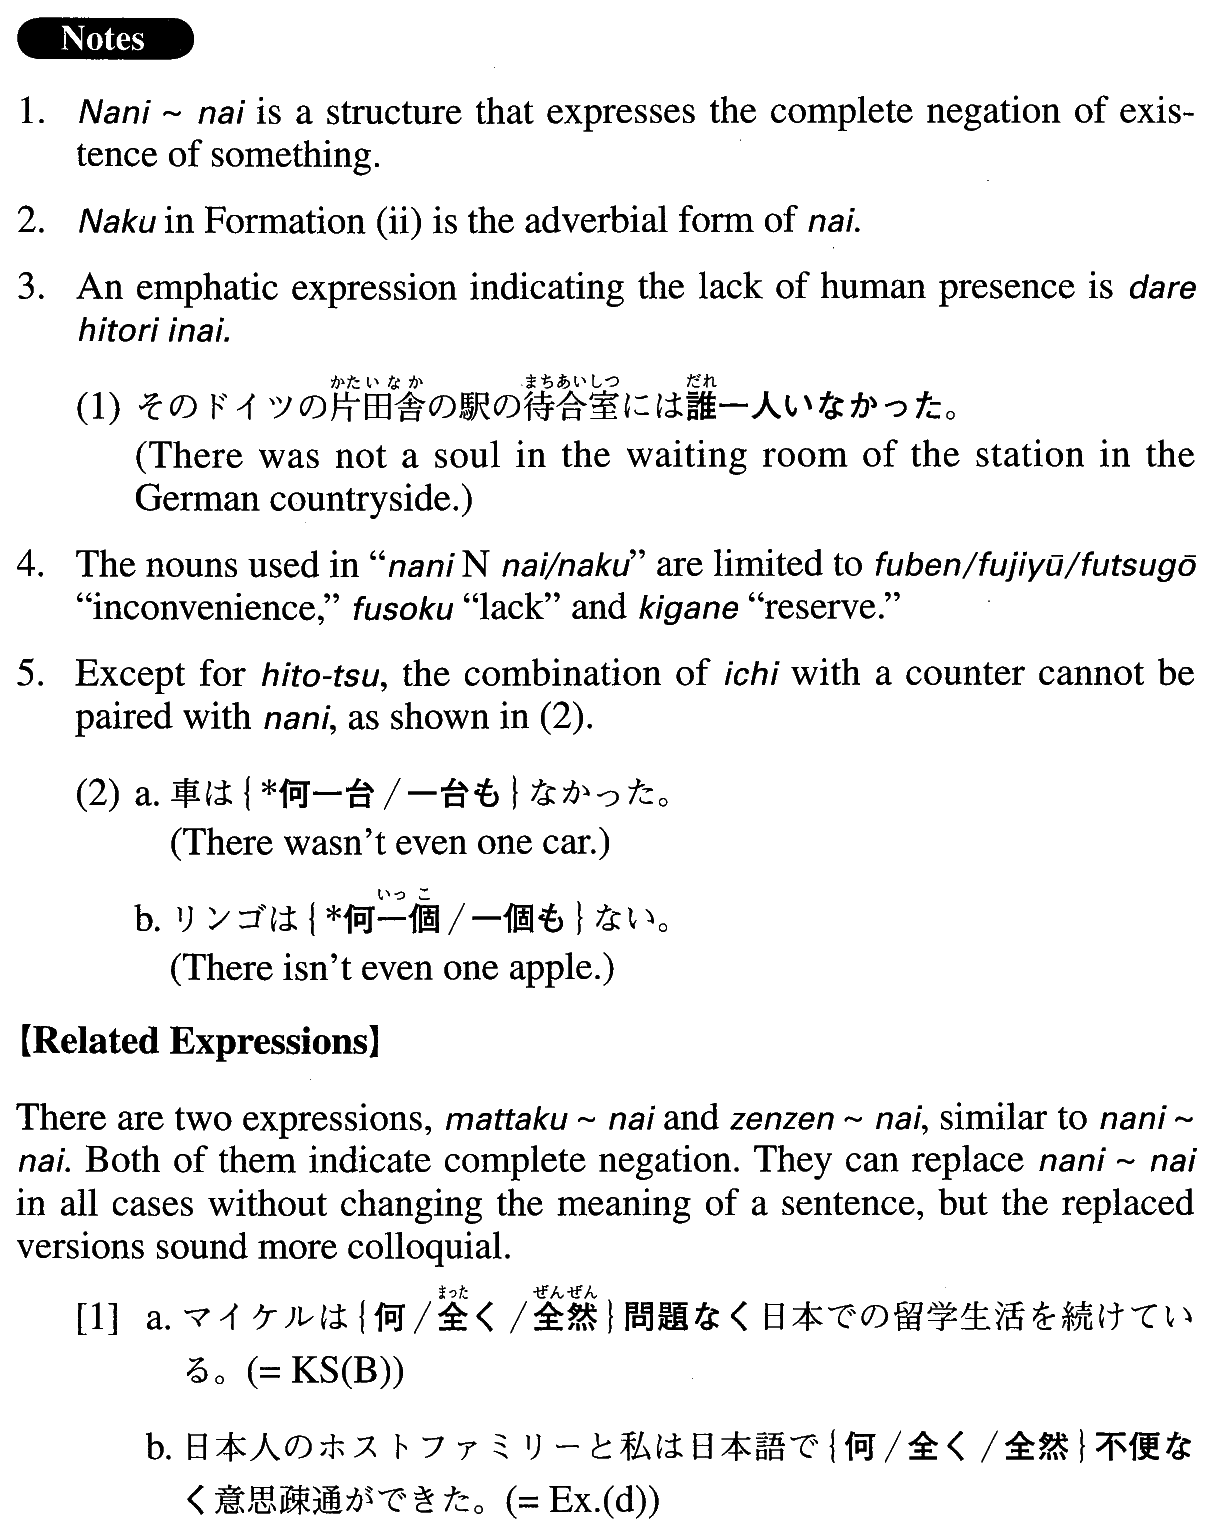 Notes
1. Nani ~ nai is a structure that expresses the complete negation of exis-
tence of something.
2. Naku in Formation (ii) is the adverbial form of nai.
3. An emphatic expression indicating the lack of human presence is dare
hitori inai.
かたいなか まちあいしつ だれ
(1) そのドイツの片田舎の駅の待合室には誰一人いなかった。
(There was not a soul in the waiting room of the station in the
German countryside.)
4. The nouns used in “nani N nai/naku” are limited to fuben/fujiyū/futsugō
“inconvenience,” fusoku “lack” and kigane “reserve.”
5. Except for hito-tsu, the combination of ichi with a counter cannot be
paired with nani, as shown in (2).
(2) a. 車は{*何一台/一台も}なかった。
(There wasn’t even one car.)
いっこ
b. リンゴは{*何一個/一個も}ない。
(There isn’t even one apple.)
【Related Expressions】
There are two expressions, mattaku ~ nai and zenzen ~ nai, similar to nani ~
nai. Both of them indicate complete negation. They can replace nani ~ nai
in all cases without changing the meaning of a sentence, but the replaced
versions sound more colloquial.
まった ぜんぜん
[1] a. マイケルは{何/全く/全然}問題なく日本での留学生活を続けてい
る。(= KS(B))
b. 日本人のホストファミリーと私は日本語で{何/全く/全然}不便な
く意思疎通ができた。(= Ex.(d))